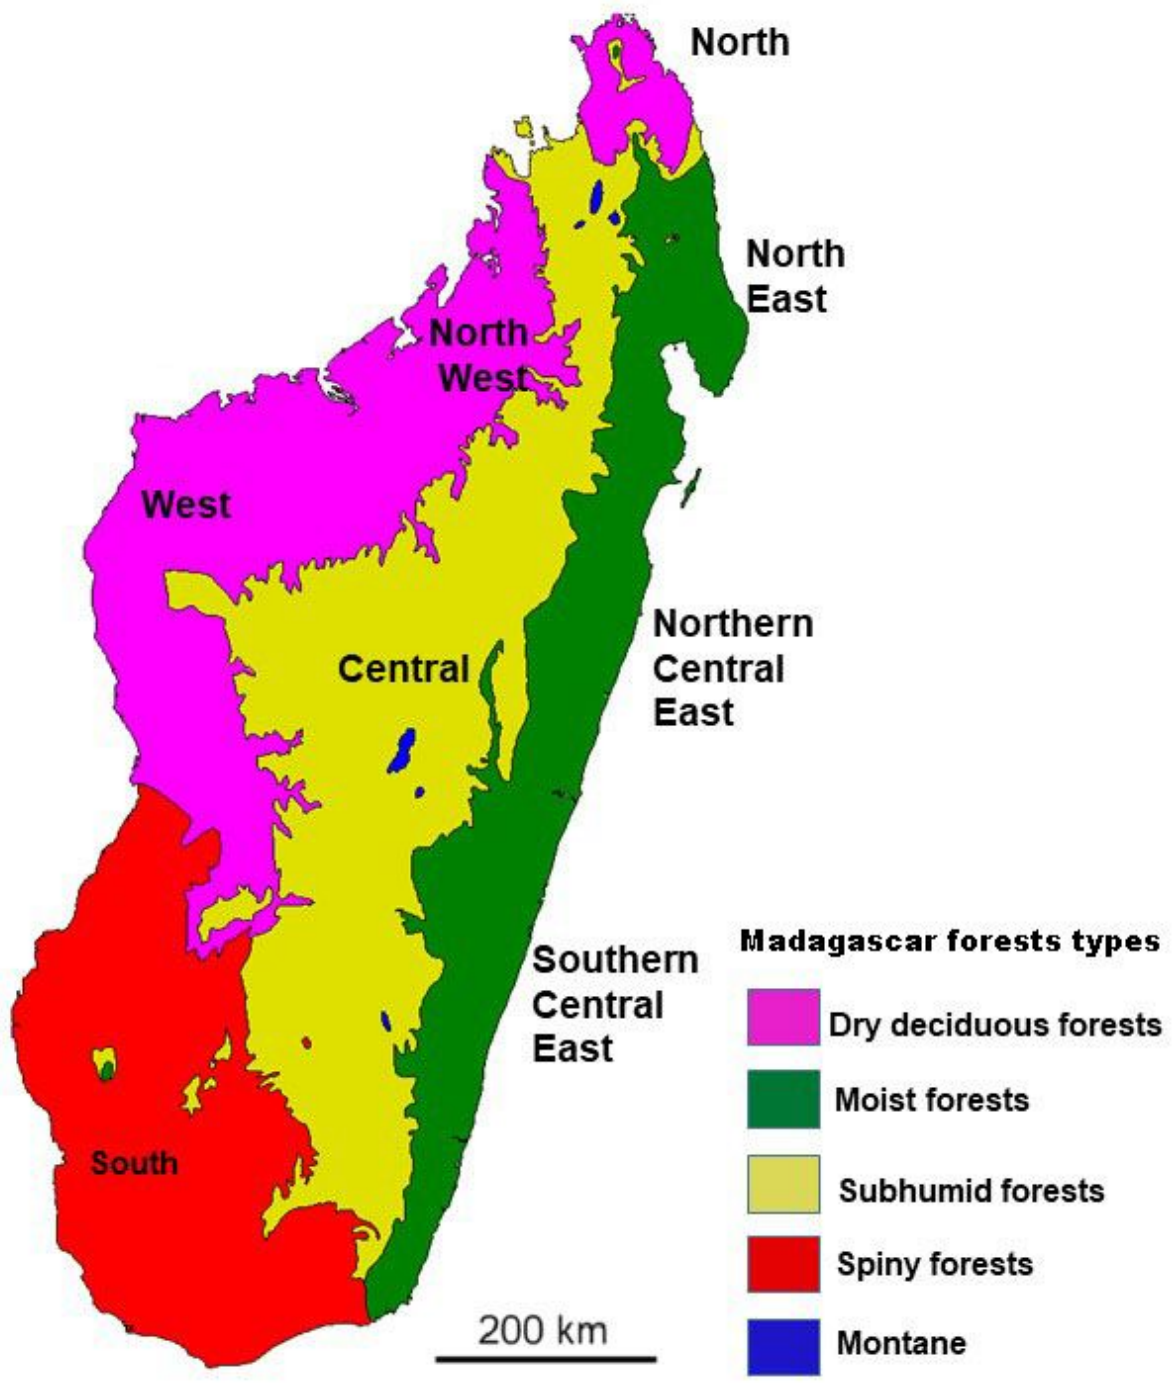 North
North
East
North
West
West
Northern
Central
East
Central
Southern
Central
East
South
Madagascar forests types
Dry deciduous forests
Moist forests
Subhumid forests
Spiny forests
Montane
200 km